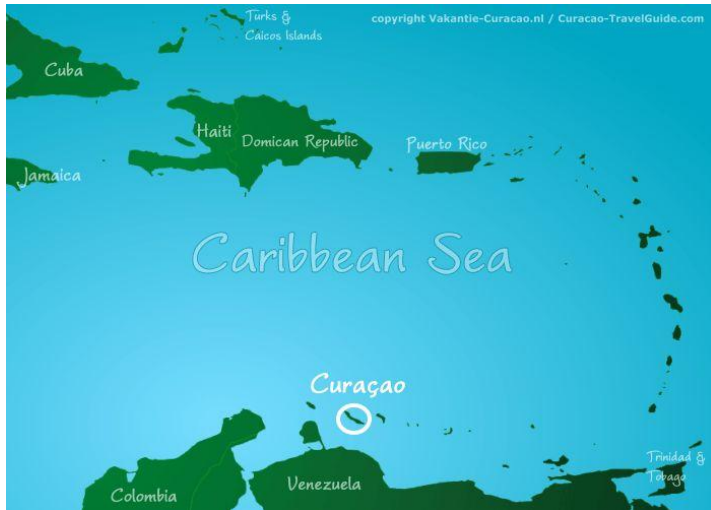 Turks &
Caicos Islands
copyright Vakantie-Curacao.nl / Curacao-TravelGuide.com
Cuba
Haiti
Domican Republic
Puerto Rico
Jamaica
Caribbean Sea
Curaçao
Trinidad &
Tobago
Venezuela
Colombia